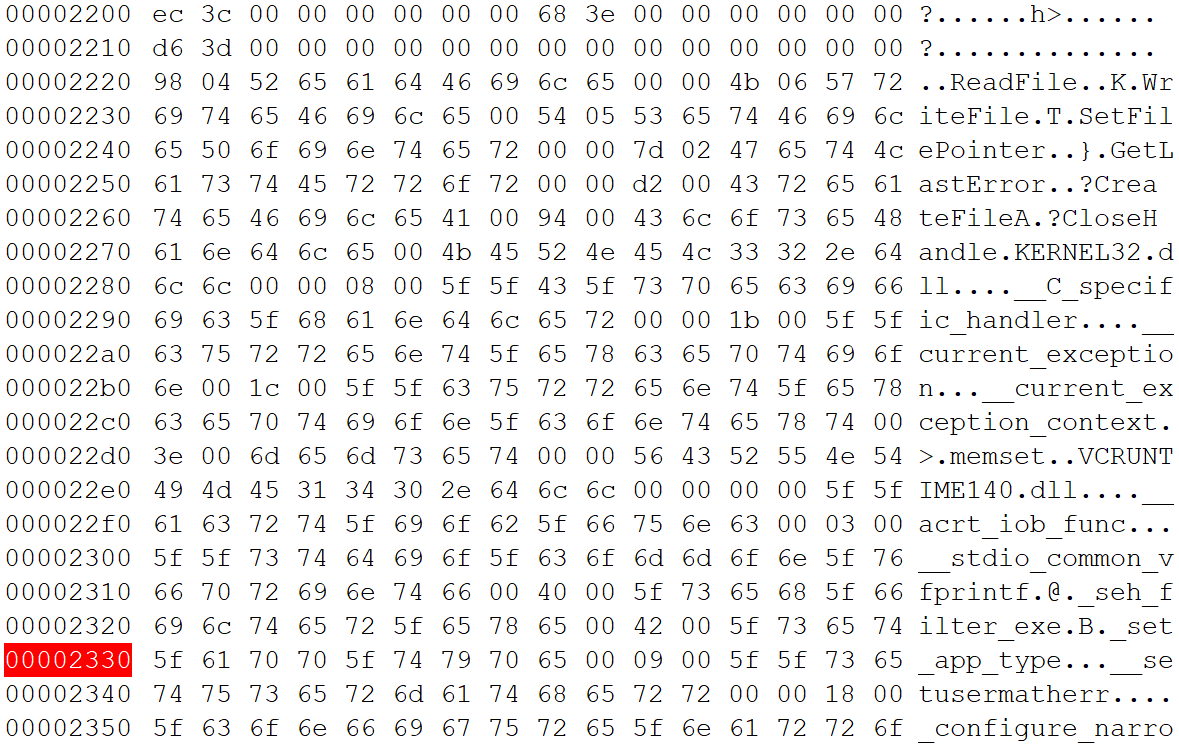 00002200 ec 3c 00 00 00 00 00 00 68 3e 00 00 00 00 00 00 ?......h>......
00002210 d6 3d 00 00 00 00 00 00 00 00 00 00 00 00 00 00 ?..............
00002220 98 04 52 65 61 64 46 69 6c 65 00 00 4b 06 57 72 ..ReadFile..K.Wr
00002230 69 74 65 46 69 6c 65 00 54 05 53 65 74 46 69 6c iteFile.T.SetFil
00002240 65 50 6f 69 6e 74 65 72 00 00 7d 02 47 65 74 4c ePointer..}.GetL
00002250 61 73 74 45 72 72 6f 72 00 00 d2 00 43 72 65 61 astError..?Crea
00002260 74 65 46 69 6c 65 41 00 94 00 43 6c 6f 73 65 48 teFileA.?CloseH
00002270 61 6e 64 6c 65 00 4b 45 52 4e 45 4c 33 32 2e 64 andle.KERNEL32.d
00002280 6c 6c 00 00 08 00 5f 5f 43 5f 73 70 65 63 69 66 ll....__C_specif
00002290 69 63 5f 68 61 6e 64 6c 65 72 00 00 1b 00 5f 5f ic_handler....__
000022a0 63 75 72 72 65 6e 74 5f 65 78 63 65 70 74 69 6f current_exceptio
000022b0 6e 00 1c 00 5f 5f 63 75 72 72 65 6e 74 5f 65 78 n...__current_ex
000022c0 63 65 70 74 69 6f 6e 5f 63 6f 6e 74 65 78 74 00 ception_context.
000022d0 3e 00 6d 65 6d 73 65 74 00 00 56 43 52 55 4e 54 >.memset..VCRUNT
000022e0 49 4d 45 31 34 30 2e 64 6c 6c 00 00 00 00 5f 5f IME140.dll....__
000022f0 61 63 72 74 5f 69 6f 62 5f 66 75 6e 63 00 03 00 acrt_iob_func...
00002300 5f 5f 73 74 64 69 6f 5f 63 6f 6d 6d 6f 6e 5f 76 __stdio_common_v
00002310 66 70 72 69 6e 74 66 00 40 00 5f 73 65 68 5f 66 fprintf.@._seh_f
00002320 69 6c 74 65 72 5f 65 78 65 00 42 00 5f 73 65 74 ilter_exe.B._set
00002330 5f 61 70 70 5f 74 79 70 65 00 09 00 5f 5f 73 65 _app_type...__se
00002340 74 75 73 65 72 6d 61 74 68 65 72 72 00 00 18 00 tusermatherr....
00002350 5f 63 6f 6e 66 69 67 75 72 65 5f 6e 61 72 72 6f _configure_narro